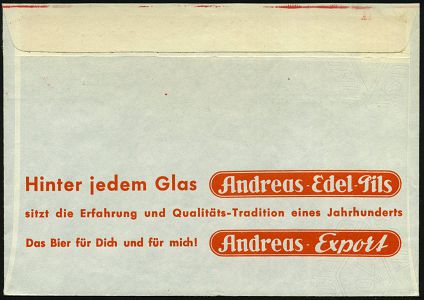 Hinter jedem Glas Andreas-Edel-Pils
sitzt die Erfahrung und Qualitäts-Tradition eines Jahrhunderts
Das Bier für Dich und für mich! Andreas-Export